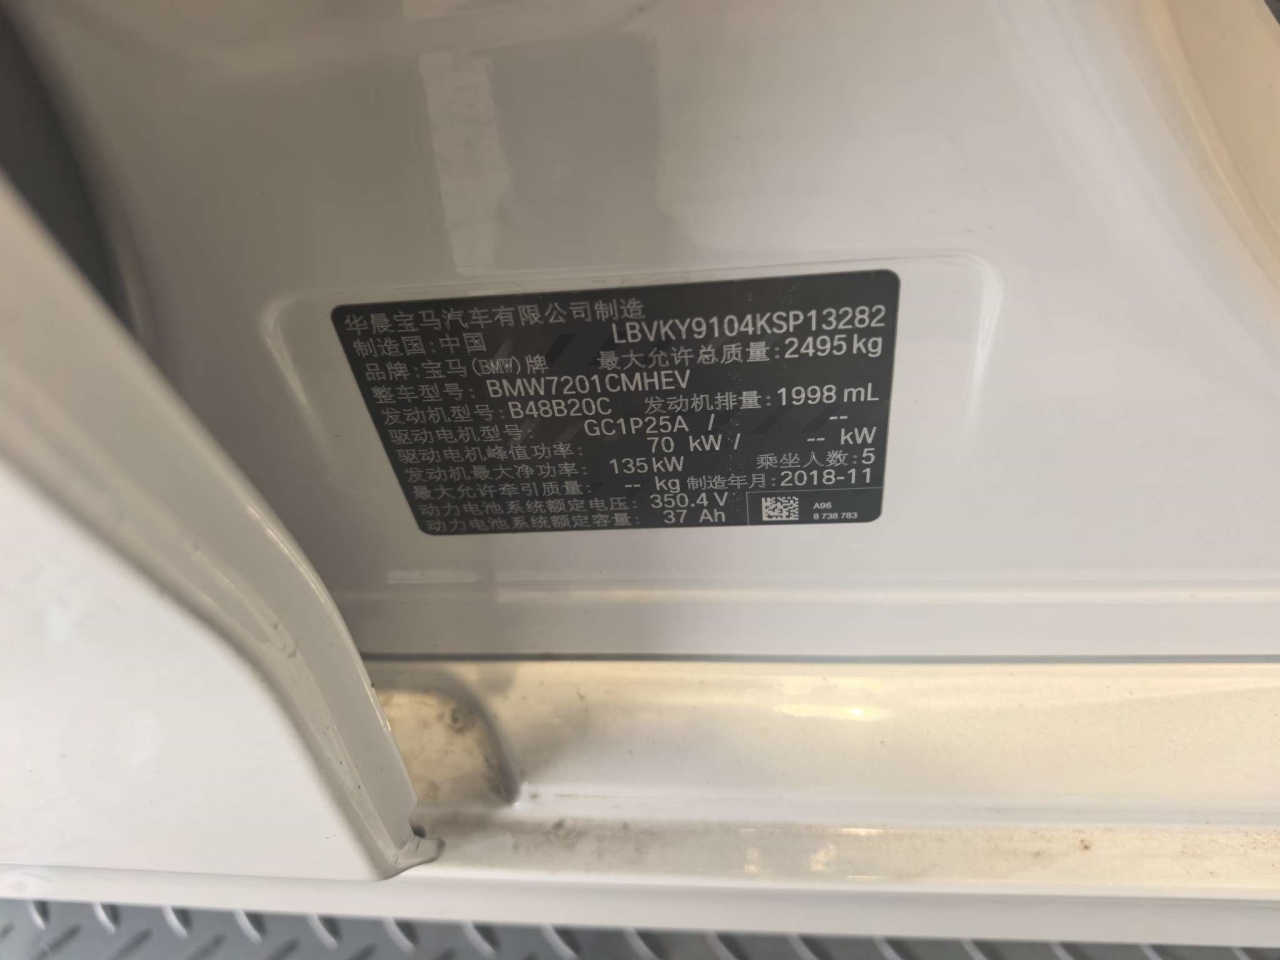 华晨宝马汽车有限公司制造
制造国:中国 LBVKY9104KSP13282
品牌:宝马(BMW)牌 最大允许总质量:2495kg
整车型号: BMW7201CMHEV
发动机型号: B48B20C 发动机排量:1998 mL
驱动电机型号: GC1P25A / --
驱动电机峰值功率: 70 kW / -- kW
发动机最大净功率: 135kW 乘坐人数:5
最大允许牵引质量: -- kg 制造年月:2018-11
动力电池系统额定电压: 350.4 V
动力电池系统额定容量: 37 Ah
A96
8 738 783